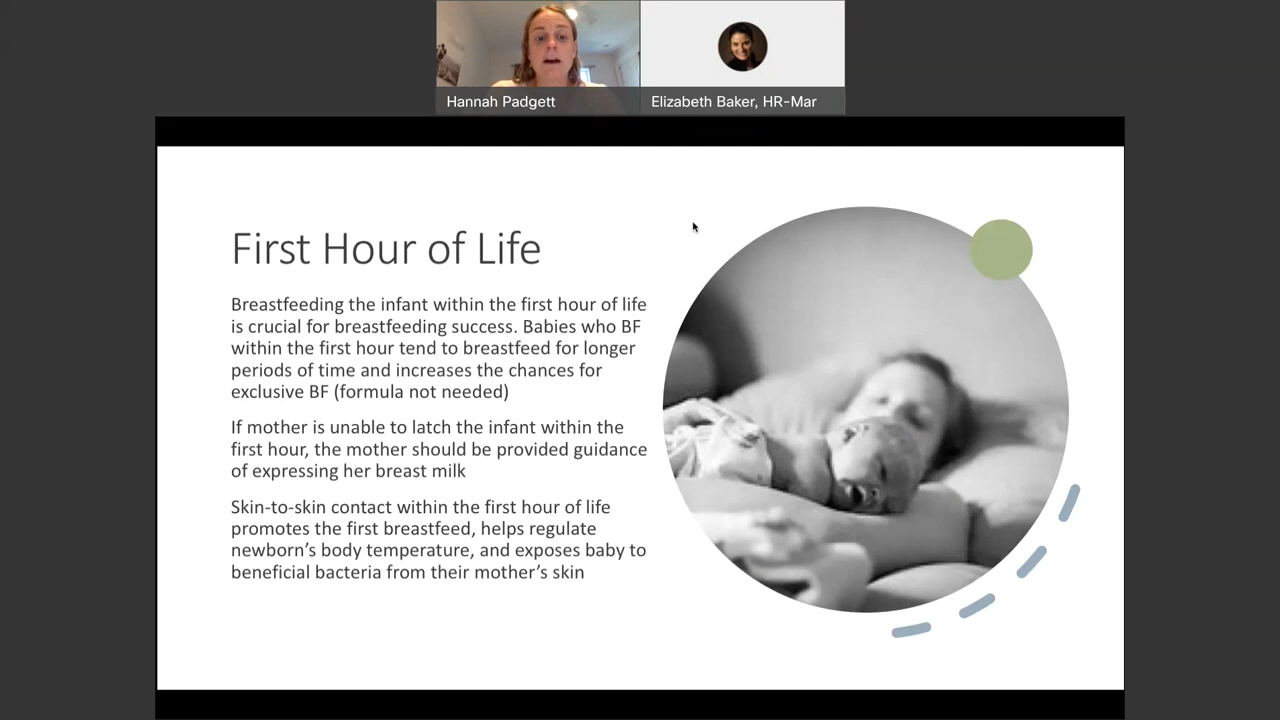 Hannah Padgett
Elizabeth Baker, HR-Mar
First Hour of Life
Breastfeeding the infant within the first hour of life
is crucial for breastfeeding success. Babies who BF
within the first hour tend to breastfeed for longer
periods of time and increases the chances for
exclusive BF (formula not needed)
If mother is unable to latch the infant within the
first hour, the mother should be provided guidance
of expressing her breast milk
Skin-to-skin contact within the first hour of life
promotes the first breastfeed, helps regulate
newborn’s body temperature, and exposes baby to
beneficial bacteria from their mother’s skin